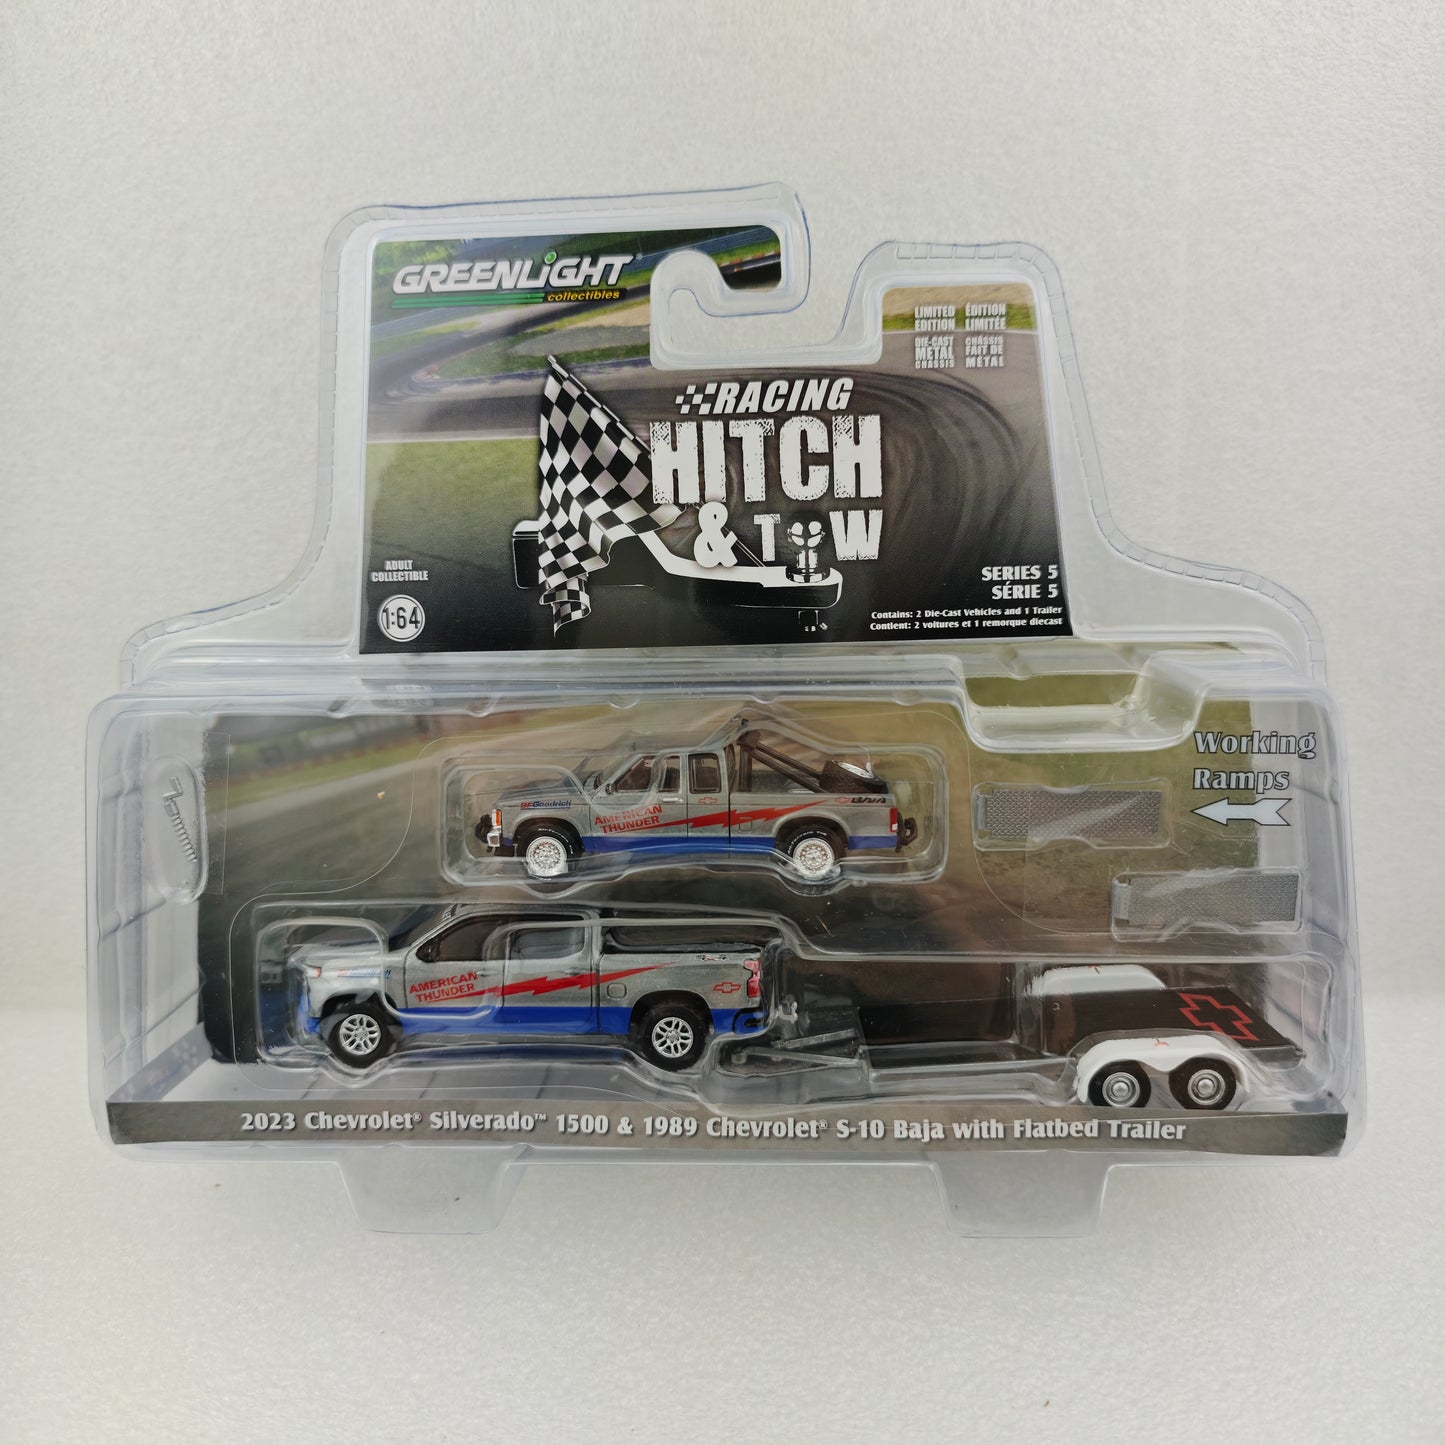 GREENLIGHT
collectibles
LIMITED EDITION
ÉDITION LIMITÉE
DIE-CAST METAL CHASSIS
CHÂSSIS FAIT DE MÉTAL
RACING
HITCH
& TOW
ADULT
COLLECTIBLE
1:64
SERIES 5
SÉRIE 5
Contains: 2 Die-Cast Vehicles and 1 Trailer
Contient: 2 voitures et 1 remorque diecast
Working
Ramps
BFGoodrich
AMERICAN
THUNDER
BAJA
BFGoodrich
AMERICAN
THUNDER
2023 Chevrolet® Silverado™ 1500 & 1989 Chevrolet® S-10 Baja with Flatbed Trailer